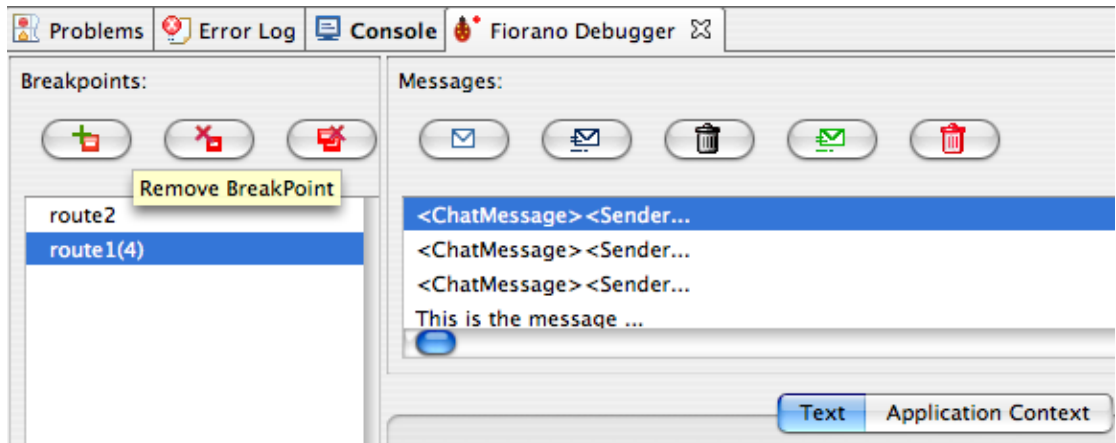 Problems Error Log Console Fiorano Debugger
Breakpoints:
Messages:
Remove BreakPoint
route2
route1(4)
<ChatMessage><Sender...
<ChatMessage><Sender...
<ChatMessage><Sender...
This is the message ...
Text Application Context